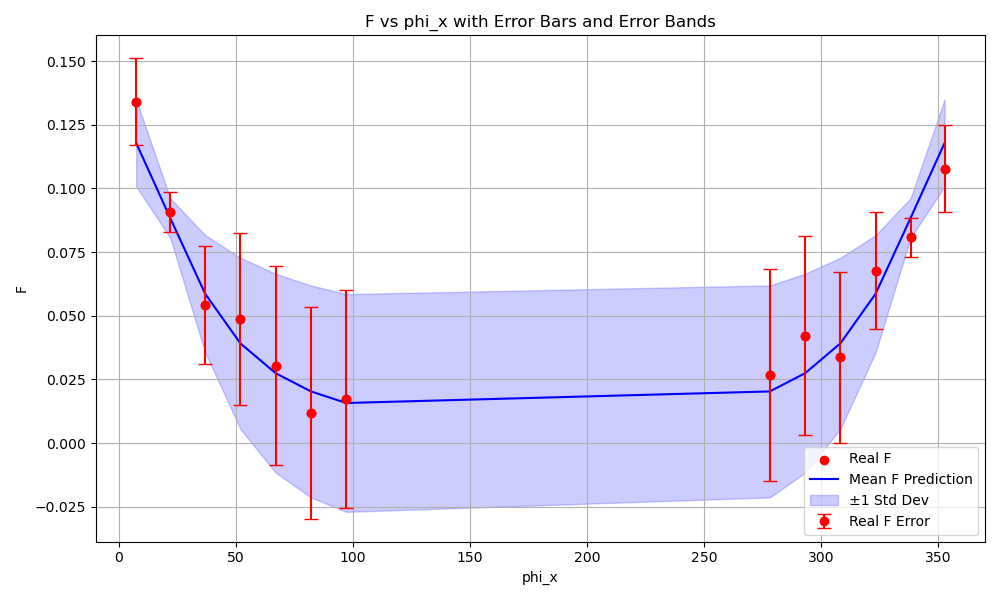 F vs phi_x with Error Bars and Error Bands
0.150
0.125
0.100
0.075
0.050
0.025
0.000
−0.025
F
0
50
100
150
200
250
300
350
phi_x
Real F
Mean F Prediction
±1 Std Dev
Real F Error